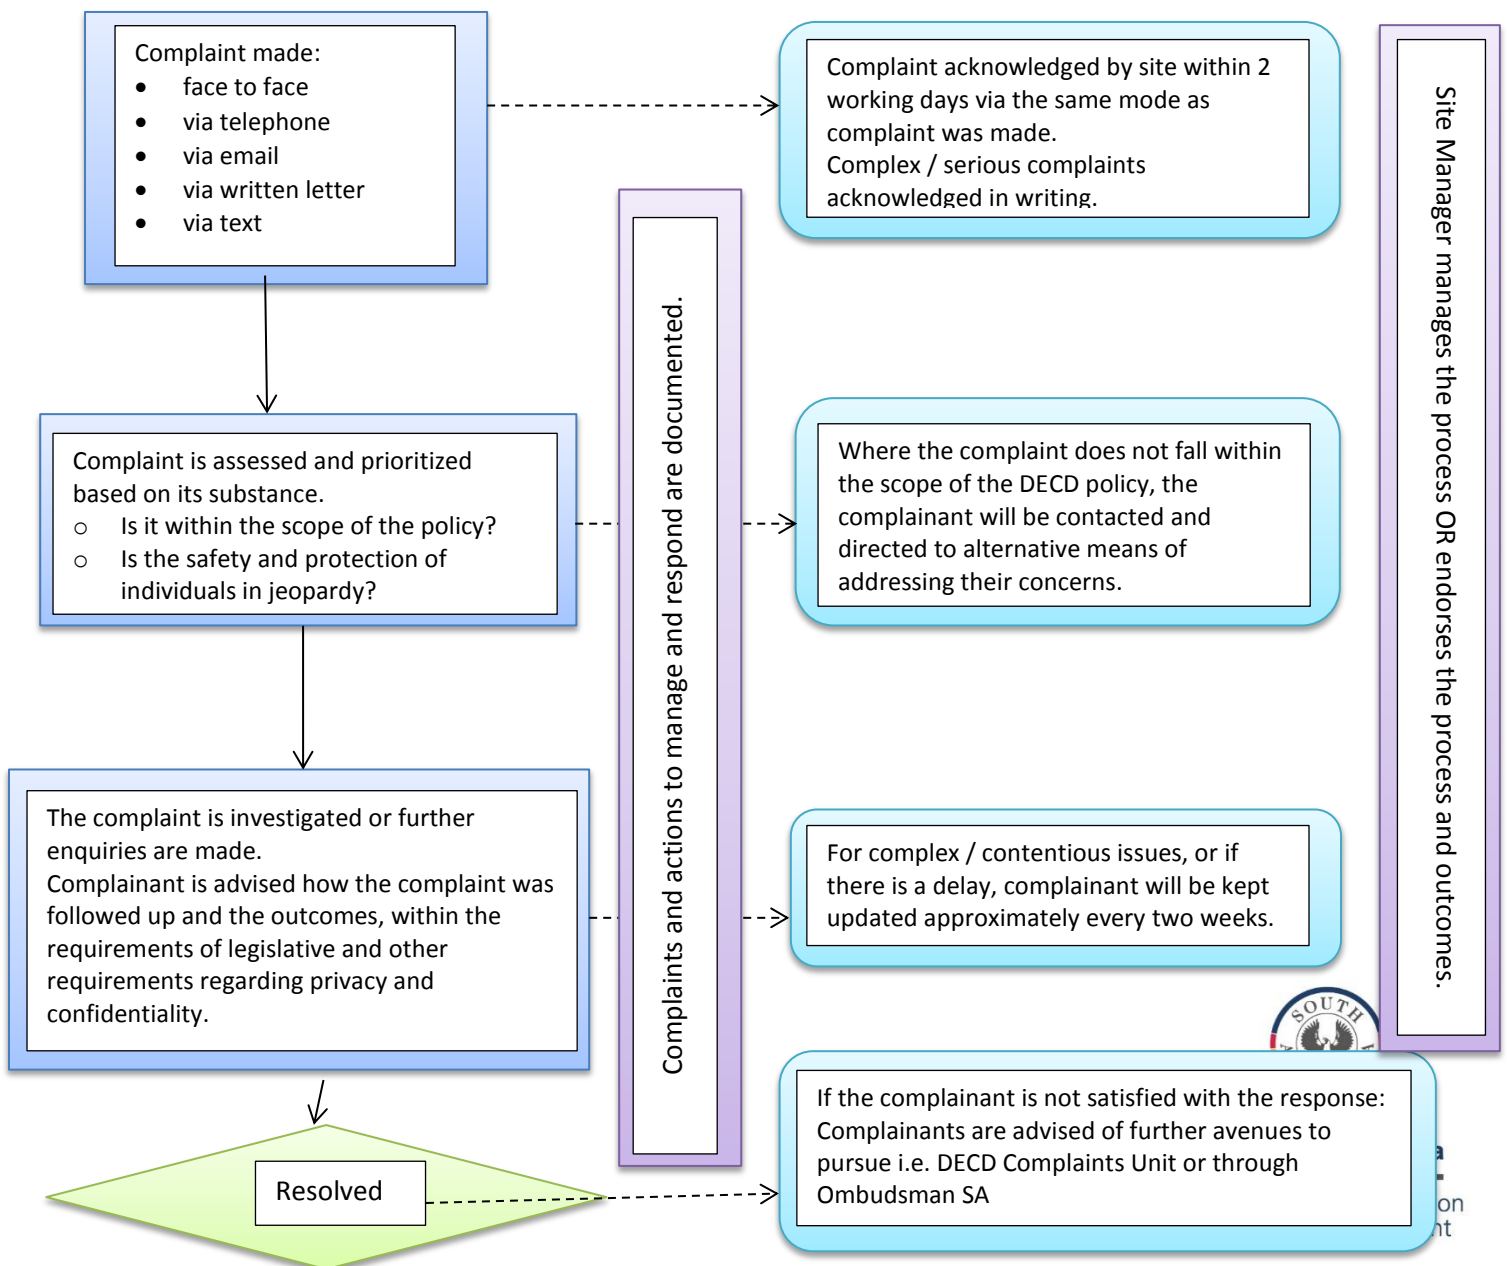 Complaint made:
• face to face
• via telephone
• via email
• via written letter
• via text
Complaint acknowledged by site within 2
working days via the same mode as
complaint was made.
Complex / serious complaints
acknowledged in writing.
Complaint is assessed and prioritized
based on its substance.
o Is it within the scope of the policy?
o Is the safety and protection of
individuals in jeopardy?
Where the complaint does not fall within
the scope of the DECD policy, the
complainant will be contacted and
directed to alternative means of
addressing their concerns.
The complaint is investigated or further
enquiries are made.
Complainant is advised how the complaint was
followed up and the outcomes, within the
requirements of legislative and other
requirements regarding privacy and
confidentiality.
For complex / contentious issues, or if
there is a delay, complainant will be kept
updated approximately every two weeks.
Resolved
If the complainant is not satisfied with the response:
Complainants are advised of further avenues to
pursue i.e. DECD Complaints Unit or through
Ombudsman SA
Complaints and actions to manage and respond are documented.
Site Manager manages the process OR endorses the process and outcomes.
SOUTH